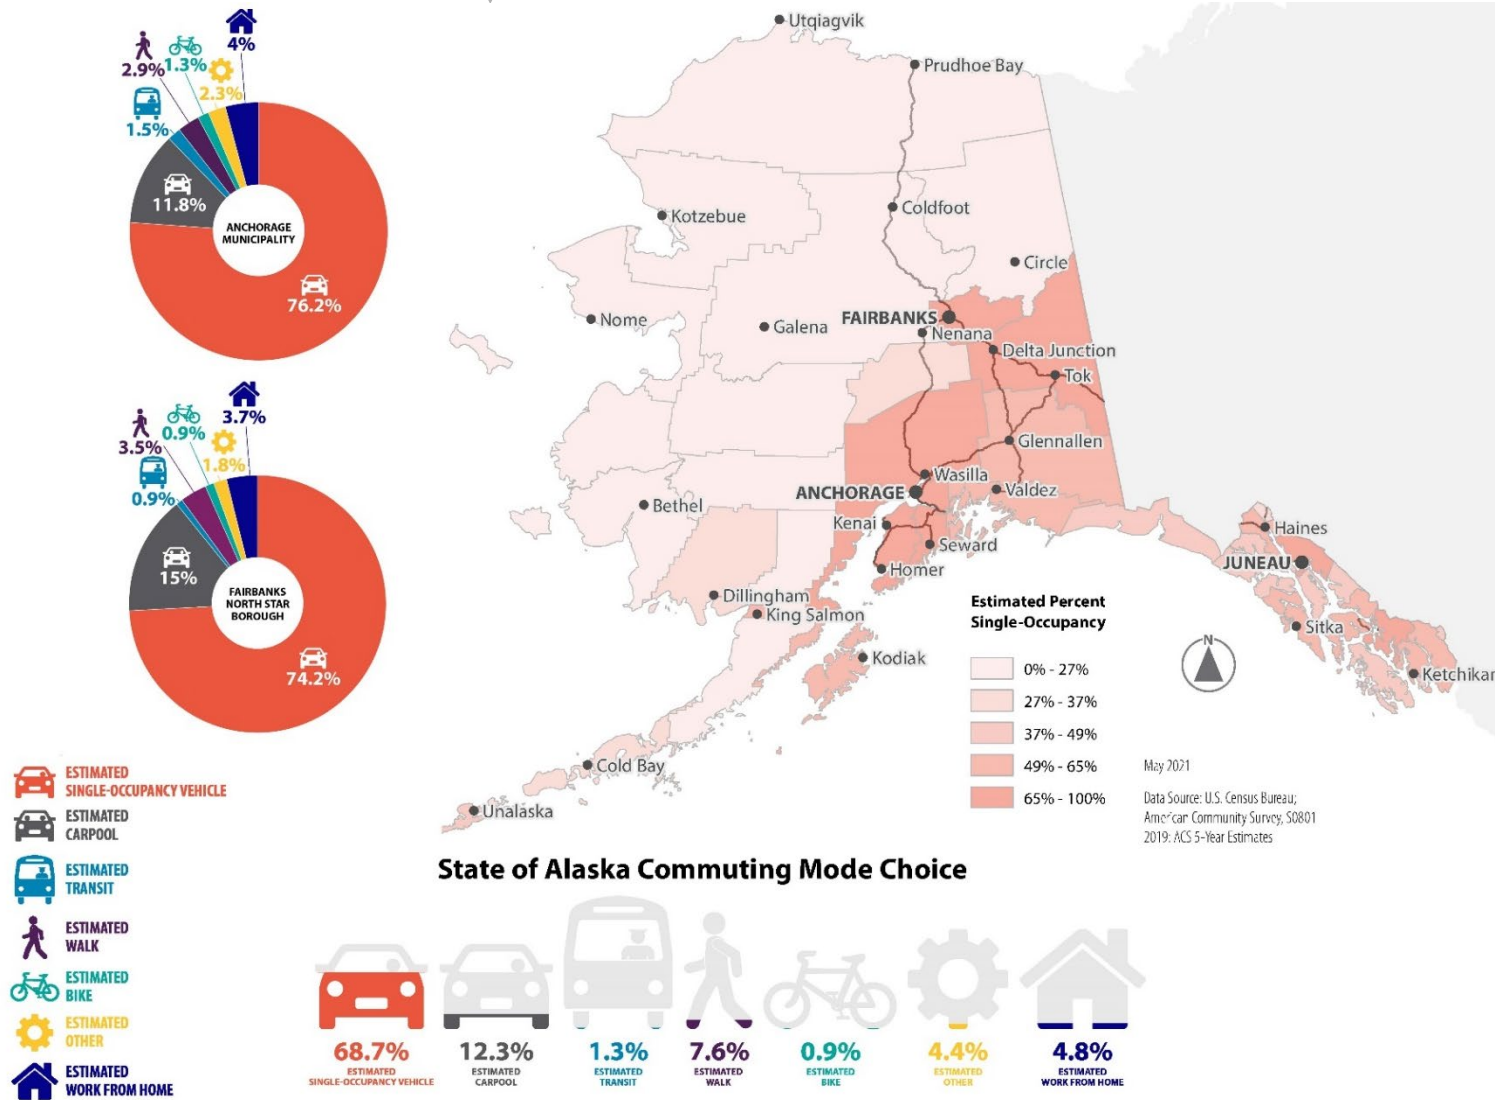 4%
2.9%
1.3%
2.3%
1.5%
11.8%
ANCHORAGE
MUNICIPALITY
76.2%
3.7%
3.5%
0.9%
1.8%
0.9%
15%
FAIRBANKS
NORTH STAR
BOROUGH
74.2%
ESTIMATED
SINGLE-OCCUPANCY VEHICLE
ESTIMATED
CARPOOL
ESTIMATED
TRANSIT
ESTIMATED
WALK
ESTIMATED
BIKE
ESTIMATED
OTHER
ESTIMATED
WORK FROM HOME
Utqiagvik
Prudhoe Bay
Kotzebue
Coldfoot
Circle
Nome
Galena
FAIRBANKS
Nenana
Delta Junction
Tok
Glennallen
Wasilla
ANCHORAGE
Valdez
Bethel
Kenai
Seward
Homer
Haines
JUNEAU
Dillingham
King Salmon
Sitka
Kodiak
Ketchikan
Cold Bay
Unalaska
Estimated Percent
Single-Occupancy
0% - 27%
27% - 37%
37% - 49%
49% - 65%
65% - 100%
N
May 2021
Data Source: U.S. Census Bureau;
American Community Survey, S0801
2019: ACS 5-Year Estimates
State of Alaska Commuting Mode Choice
68.7%
ESTIMATED
SINGLE-OCCUPANCY VEHICLE
12.3%
ESTIMATED
CARPOOL
1.3%
ESTIMATED
TRANSIT
7.6%
ESTIMATED
WALK
0.9%
ESTIMATED
BIKE
4.4%
ESTIMATED
OTHER
4.8%
ESTIMATED
WORK FROM HOME